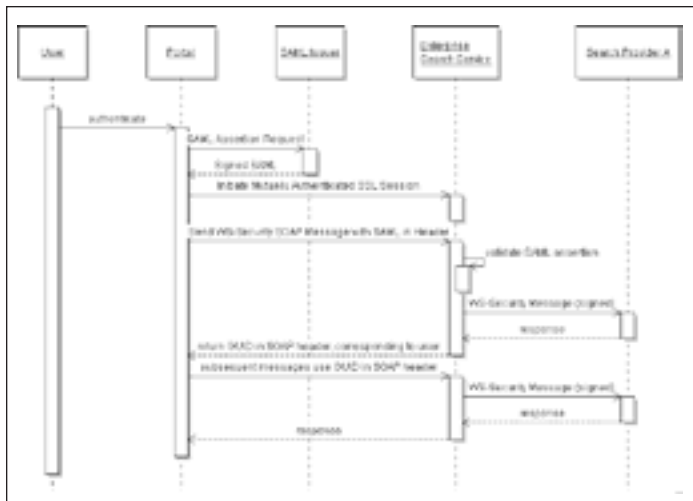 User
Portal
SAML Issuer
Enterprise
Search Service
Search Provider A
authenticate
SAML Assertion Request
Signed SAML
Initiate Mutually Authenticated SSL Session
Send WS-Security SOAP Message with SAML in Header
validate SAML assertion
WS-Security Message (signed)
response
return GUID in SOAP header, corresponding to user
subsequent messages use GUID in SOAP header
WS-Security Message (signed)
response
response